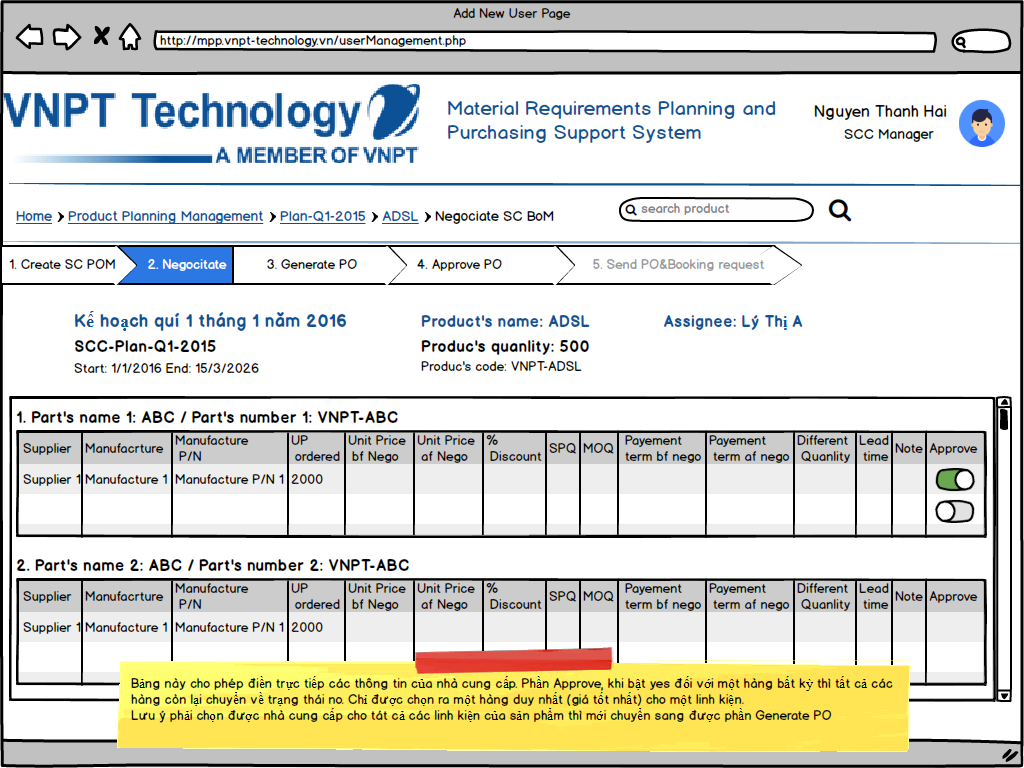 Add New User Page
http://mpp.vnpt-technology.vn/userManagement.php
VNPT Technology
A MEMBER OF VNPT
Material Requirements Planning and
Purchasing Support System
Nguyen Thanh Hai
SCC Manager
Home Product Planning Management Plan-Q1-2015 ADSL Negociate SC BoM
search product
1. Create SC POM 2. Negocitate 3. Generate PO 4. Approve PO 5. Send PO&Booking request
Kế hoạch quí 1 tháng 1 năm 2016 Product's name: ADSL Assignee: Lý Thị A
SCC-Plan-Q1-2015 Produc's quanlity: 500
Start: 1/1/2016 End: 15/3/2026 Produc's code: VNPT-ADSL
1. Part's name 1: ABC / Part's number 1: VNPT-ABC
Supplier Manufacrture Manufacture P/N UP ordered Unit Price bf Nego Unit Price af Nego % Discount SPQ MOQ Payement term bf nego Payement term af nego Different Quanlity Lead time Note Approve
Supplier 1 Manufacture 1 Manufacture P/N 1 2000
2. Part's name 2: ABC / Part's number 2: VNPT-ABC
Supplier Manufacrture Manufacture P/N UP ordered Unit Price bf Nego Unit Price af Nego % Discount SPQ MOQ Payement term bf nego Payement term af nego Different Quanlity Lead time Note Approve
Supplier 1 Manufacture 1 Manufacture P/N 1 2000
Bảng này cho phép điền trực tiếp các thông tin của nhà cung cấp. Phần Approve, khi bật yes đối với một hàng bất kỳ thì tất cả các
hàng còn lại chuyển về trạng thái no. Chỉ được chọn ra một hàng duy nhất (giá tốt nhất) cho một linh kiện.
Lưu ý phải chọn được nhà cung cấp cho tát cả các linh kiện của sản phẩm thì mới chuyển sang được phần Generate PO